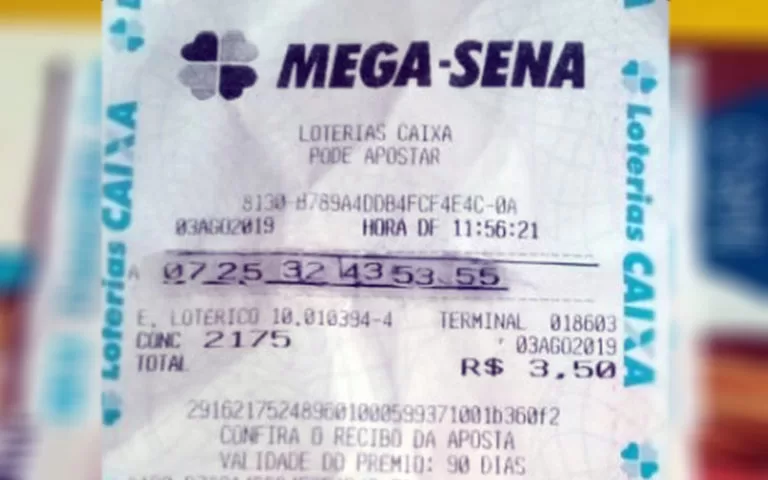 MEGA-SENA
LOTERIAS CAIXA
PODE APOSTAR
8130-B789A4DDB4FCF4E4C-0A
03AGO2019 HORA DF 11:56:21
A 07 25 32 43 53 55
E. LOTERICO 10.010394-4 TERMINAL 018603
CONC 2175 03AGO2019
TOTAL R$ 3,50
291621752489601000599371001b360f2
CONFIRA O RECIBO DA APOSTA
VALIDADE DO PREMIO: 90 DIAS
Loterias CAIXA
Loterias CAIXA